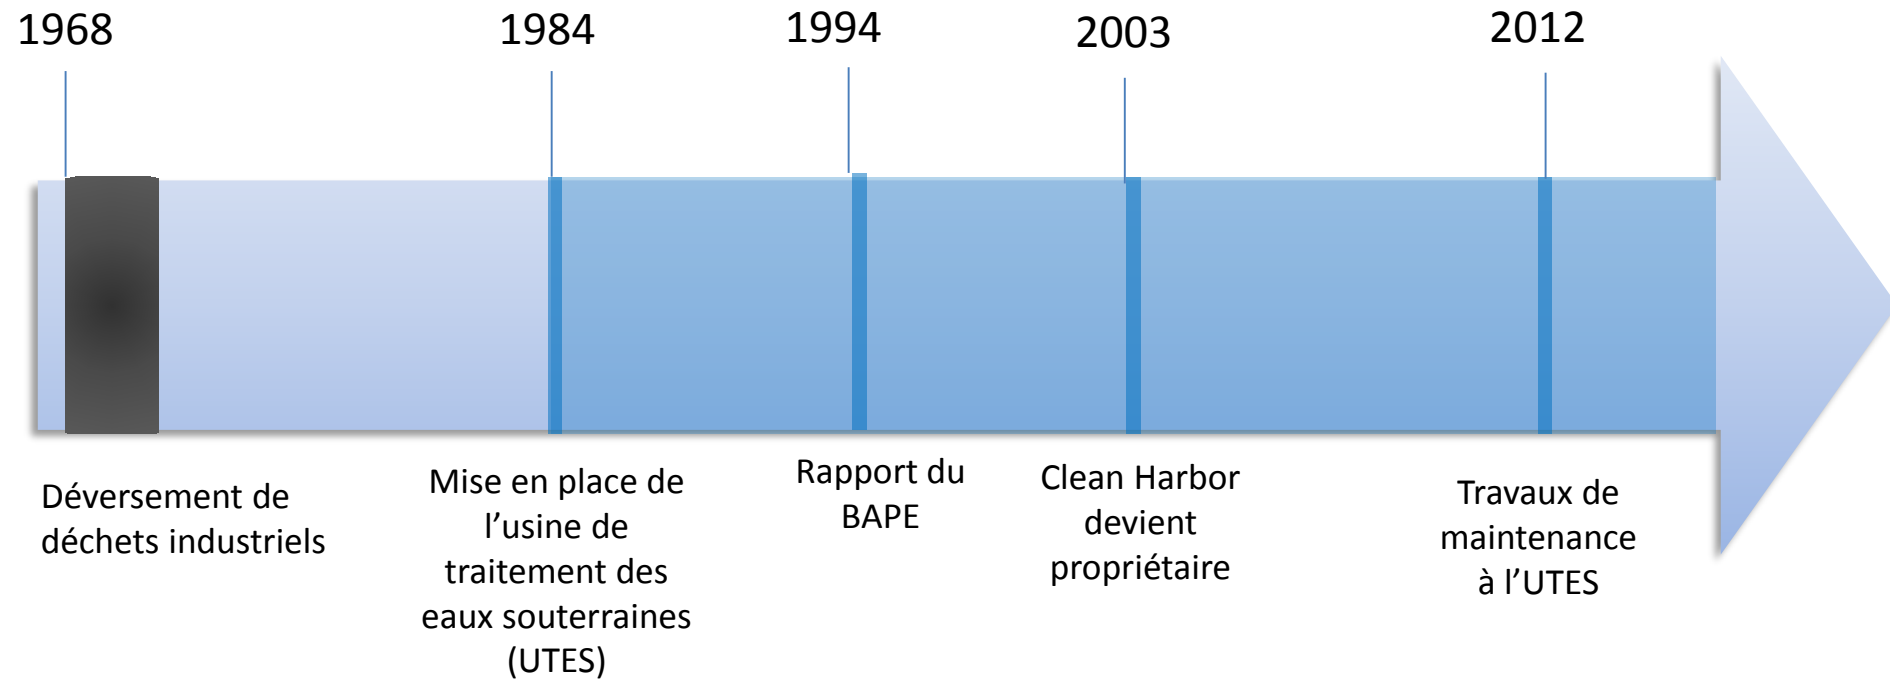 1968
1984
1994
2003
2012
Déversement de
déchets industriels
Mise en place de
l’usine de
traitement des
eaux souterraines
(UTES)
Rapport du
BAPE
Clean Harbor
devient
propriétaire
Travaux de
maintenance
à l’UTES